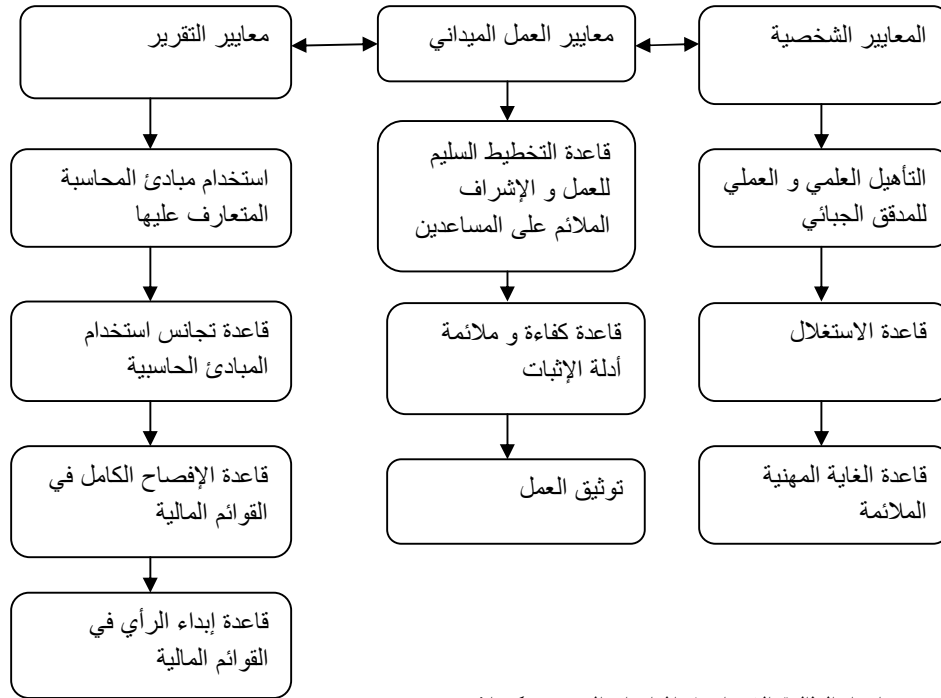 المعايير الشخصية
معايير العمل الميداني
معايير التقرير
التأهيل العلمي و العملي
للمدقق الجبائي
قاعدة الاستغلال
قاعدة الغاية المهنية
الملائمة
قاعدة التخطيط السليم
للعمل و الإشراف
الملائم على المساعدين
قاعدة كفاءة و ملائمة
أدلة الإثبات
توثيق العمل
استخدام مبادئ المحاسبة
المتعارف عليها
قاعدة تجانس استخدام
المبادئ الحاسبية
قاعدة الإفصاح الكامل في
القوائم المالية
قاعدة إبداء الرأي في
القوائم المالية